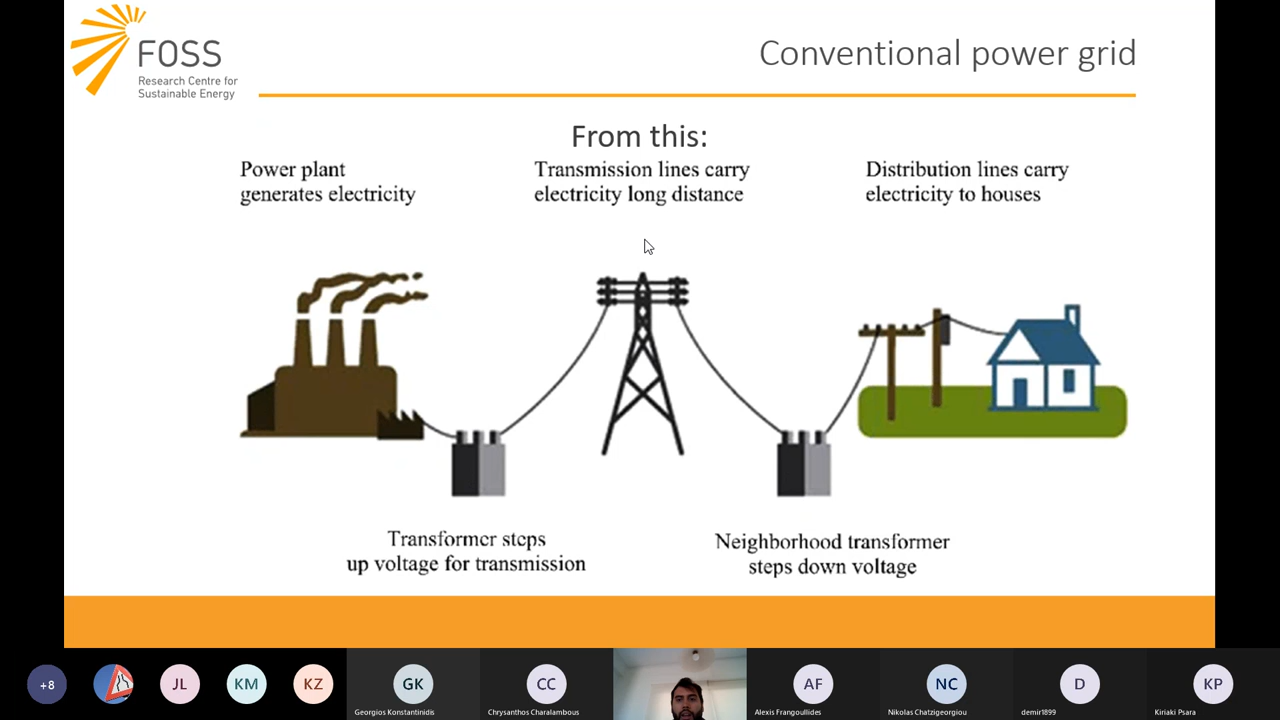 FOSS
Research Centre for
Sustainable Energy
Conventional power grid
From this:
Power plant
generates electricity
Transmission lines carry
electricity long distance
Distribution lines carry
electricity to houses
Transformer steps
up voltage for transmission
Neighborhood transformer
steps down voltage
+8
JL
KM
KZ
GK
Georgios Konstantinidis
CC
Chrysanthos Charalambous
AF
Alexis Frangoullides
NC
Nikolas Chatzigeorgiou
D
demir1899
KP
Kiriaki Psara